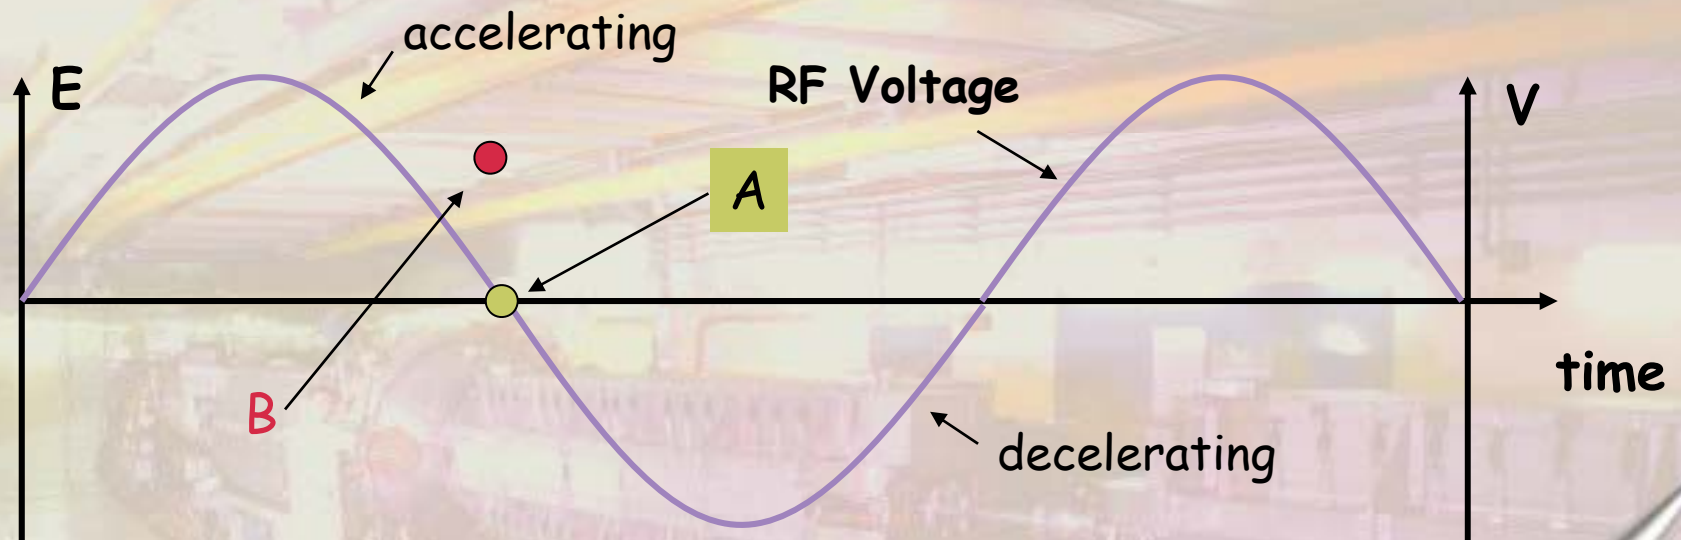 accelerating
E
RF Voltage
V
A
time
B
decelerating